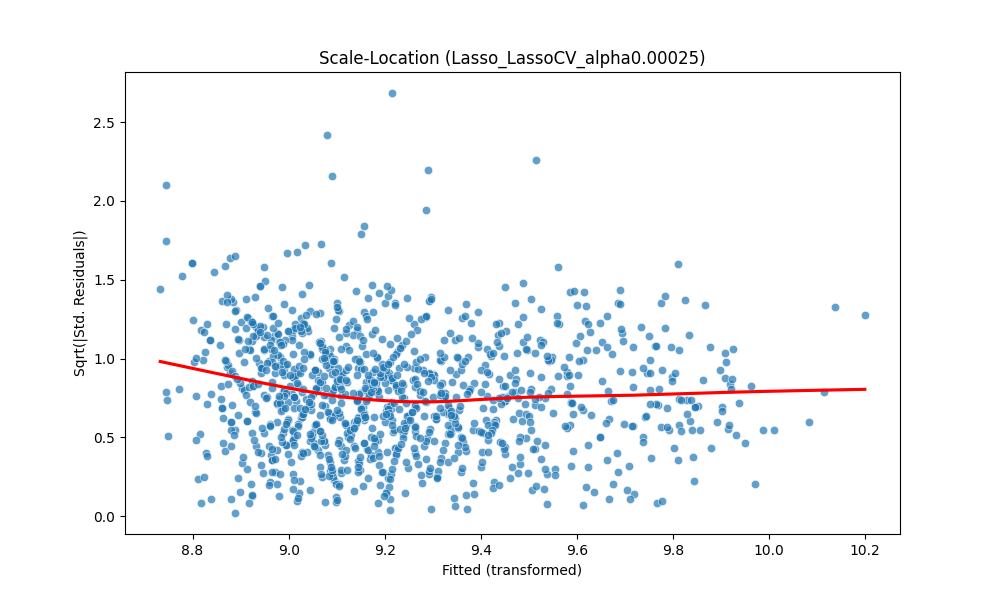 Scale-Location (Lasso_LassoCV_alpha0.00025)
Sqrt(|Std. Residuals|)
2.5
2.0
1.5
1.0
0.5
0.0
8.8 9.0 9.2 9.4 9.6 9.8 10.0 10.2
Fitted (transformed)